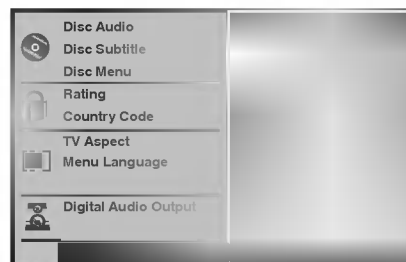 Disc Audio
Disc Subtitle
Disc Menu
Rating
Country Code
TV Aspect
Menu Language
Digital Audio Output